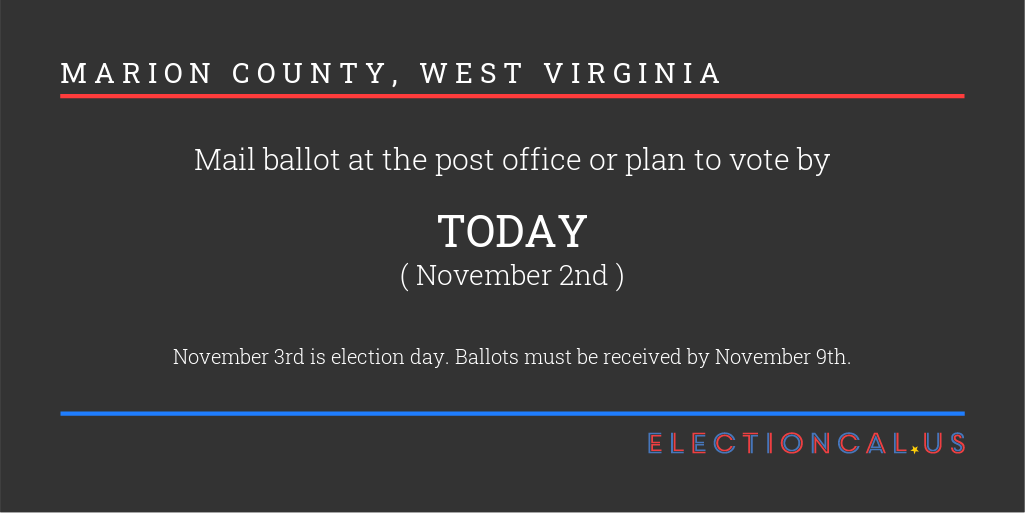 MARION COUNTY, WEST VIRGINIA
Mail ballot at the post office or plan to vote by
TODAY
( November 2nd )
November 3rd is election day. Ballots must be received by November 9th.
ELECTIONCAL.US